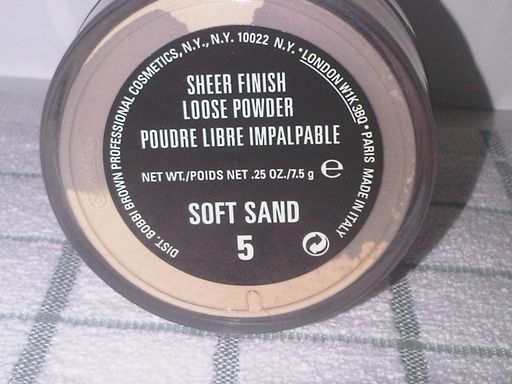 DIST. BOBBI BROWN PROFESSIONAL COSMETICS, N.Y., N.Y. 10022 N.Y. • LONDON W1K 3BQ • PARIS MADE IN ITALY
SHEER FINISH
LOOSE POWDER
POUDRE LIBRE IMPALPABLE
NET WT./POIDS NET .25 OZ./7.5 g e
SOFT SAND
5